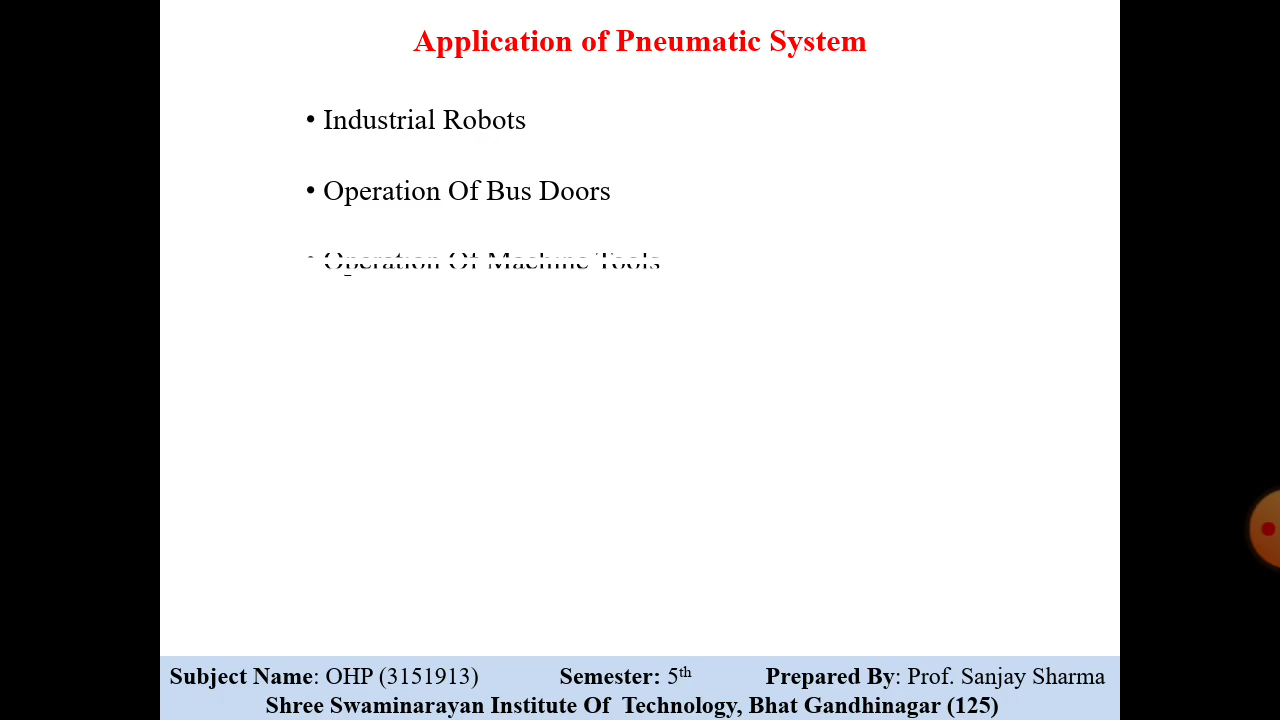 Application of Pneumatic System
• Industrial Robots
• Operation Of Bus Doors
• Operation Of Machine Tools
Subject Name: OHP (3151913) Semester: 5th Prepared By: Prof. Sanjay Sharma
Shree Swaminarayan Institute Of Technology, Bhat Gandhinagar (125)